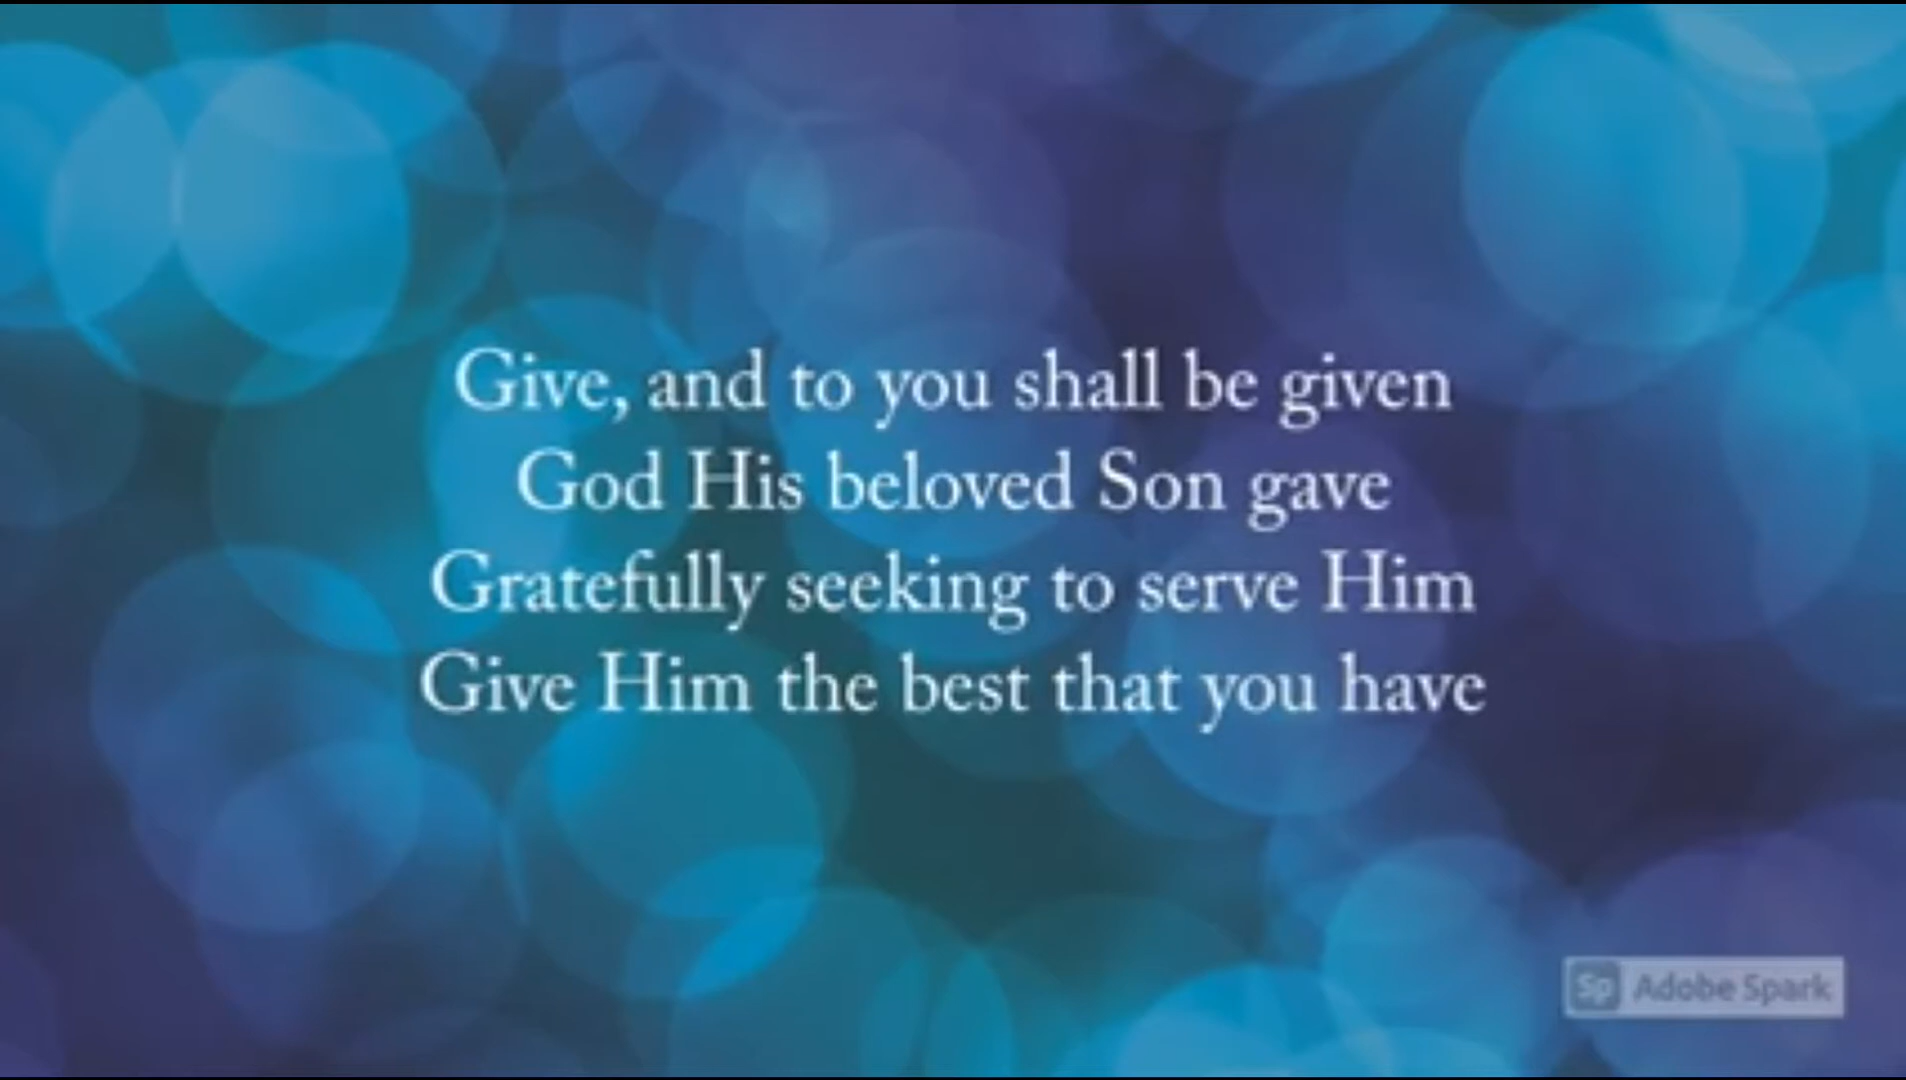 Give, and to you shall be given
God His beloved Son gave
Gratefully seeking to serve Him
Give Him the best that you have
Sp Adobe Spark